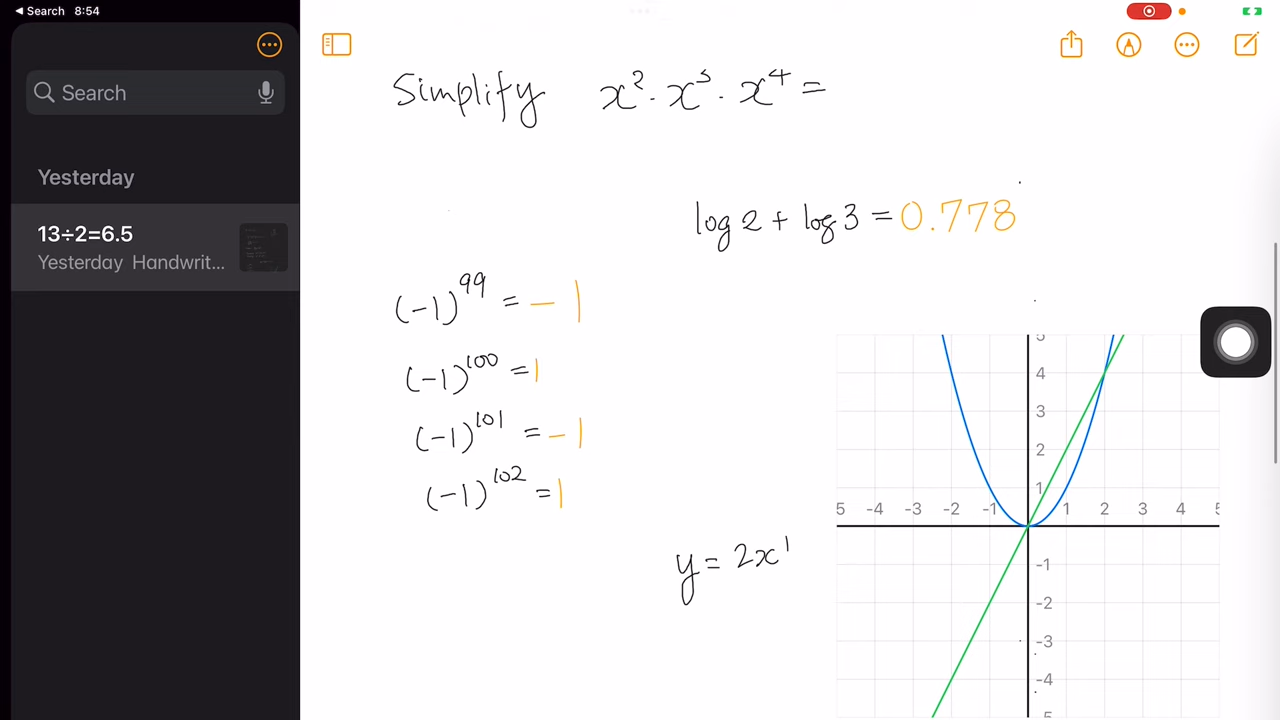 Search 8:54
Search
Yesterday
13÷2=6.5
Yesterday Handwrit...
Simplify x² · x³ · x⁴ =
log 2 + log 3 = 0.778
(-1)⁹⁹ = - 1
(-1)¹⁰⁰ = 1
(-1)¹⁰¹ = - 1
(-1)¹⁰² = 1
y = 2x¹
5
4
3
2
1
5 -4 -3 -2 -1 1 2 3 4 5
-1
-2
-3
-4
5